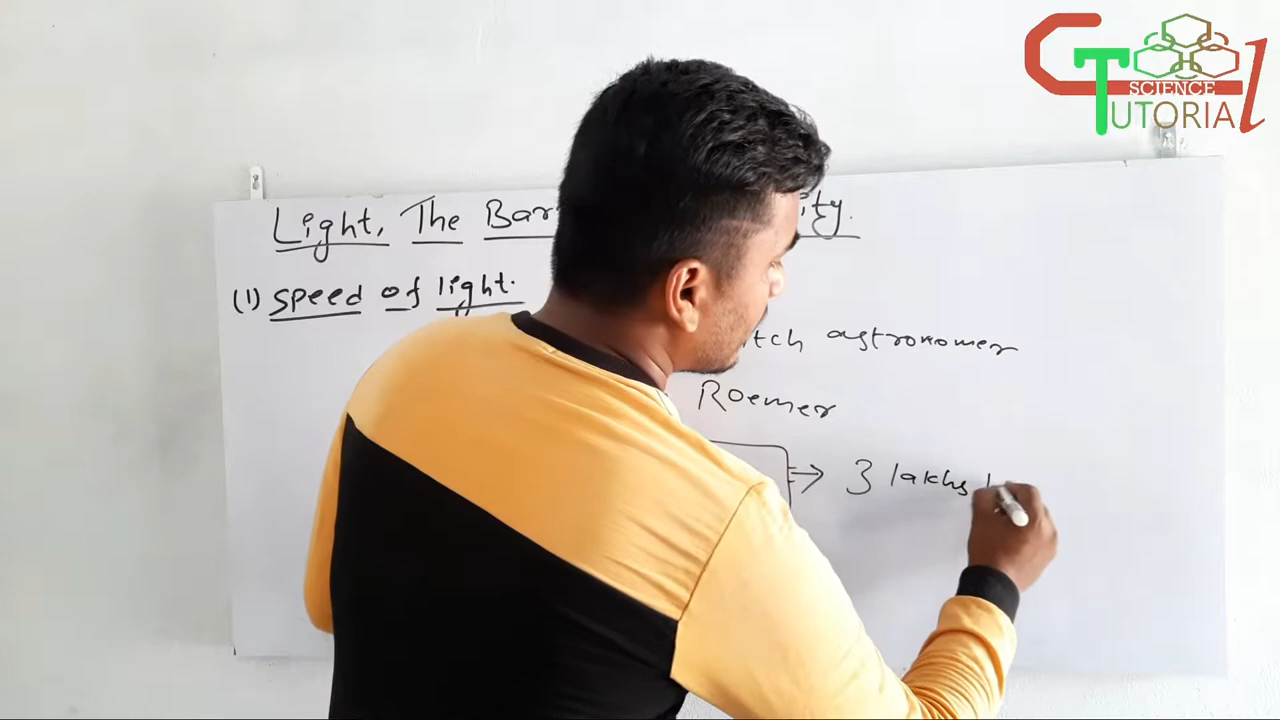 SCIENCE
TUTORIAL
Light, The Bar ity.
(1) speed of light.
tch astronomer
Roemer
⇒ 3 lakhs